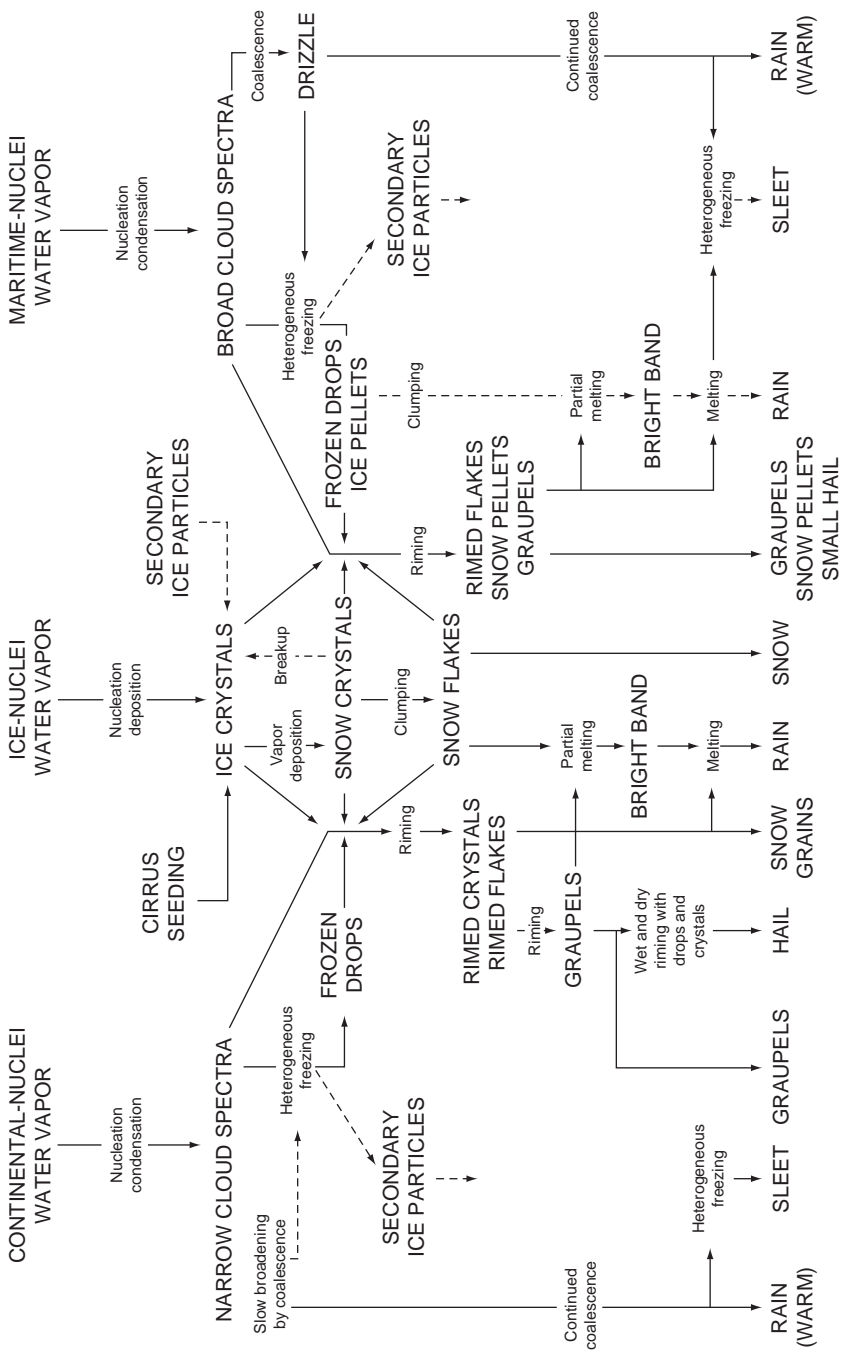 CONTINENTAL-NUCLEI
WATER VAPOR
ICE-NUCLEI
WATER VAPOR
MARITIME-NUCLEI
WATER VAPOR
Nucleation
condensation
Nucleation
deposition
Nucleation
condensation
CIRRUS
SEEDING
SECONDARY
ICE PARTICLES
NARROW CLOUD SPECTRA
ICE CRYSTALS
BROAD CLOUD SPECTRA
Slow broadening
by coalescence
Heterogeneous
freezing
Vapor
deposition
Breakup
Heterogeneous
freezing
Coalescence
FROZEN
DROPS
SNOW CRYSTALS
FROZEN DROPS
ICE PELLETS
DRIZZLE
SECONDARY
ICE PARTICLES
Riming
Clumping
Riming
Clumping
SECONDARY
ICE PARTICLES
RIMED CRYSTALS
RIMED FLAKES
SNOW FLAKES
RIMED FLAKES
SNOW PELLETS
GRAUPELS
Riming
GRAUPELS
Continued
coalescence
Partial
melting
Partial
melting
Continued
coalescence
Wet and dry
riming with
drops and
crystals
BRIGHT BAND
BRIGHT BAND
Heterogeneous
freezing
Melting
Melting
Heterogeneous
freezing
RAIN
(WARM)
SLEET
GRAUPELS
HAIL
SNOW
GRAINS
RAIN
SNOW
GRAUPELS
SNOW PELLETS
SMALL HAIL
RAIN
SLEET
RAIN
(WARM)